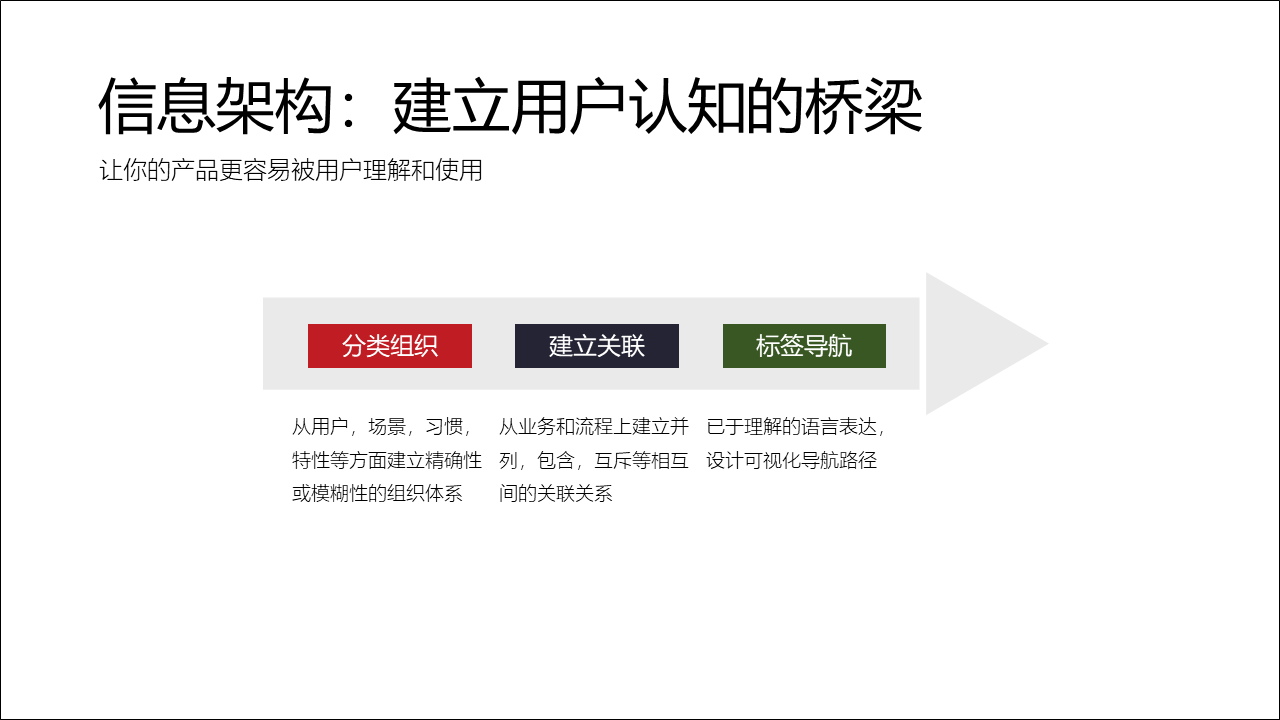 信息架构：建立用户认知的桥梁
让你的产品更容易被用户理解和使用
分类组织
建立关联
标签导航
从用户，场景，习惯，
特性等方面建立精确性
或模糊性的组织体系
从业务和流程上建立并
列，包含，互斥等相互
间的关联关系
已于理解的语言表达，
设计可视化导航路径